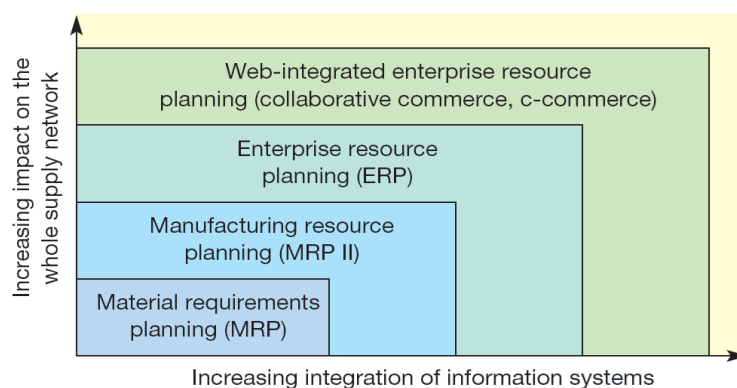 Increasing impact on the
whole supply network
Web-integrated enterprise resource
planning (collaborative commerce, c-commerce)
Enterprise resource
planning (ERP)
Manufacturing resource
planning (MRP II)
Material requirements
planning (MRP)
Increasing integration of information systems